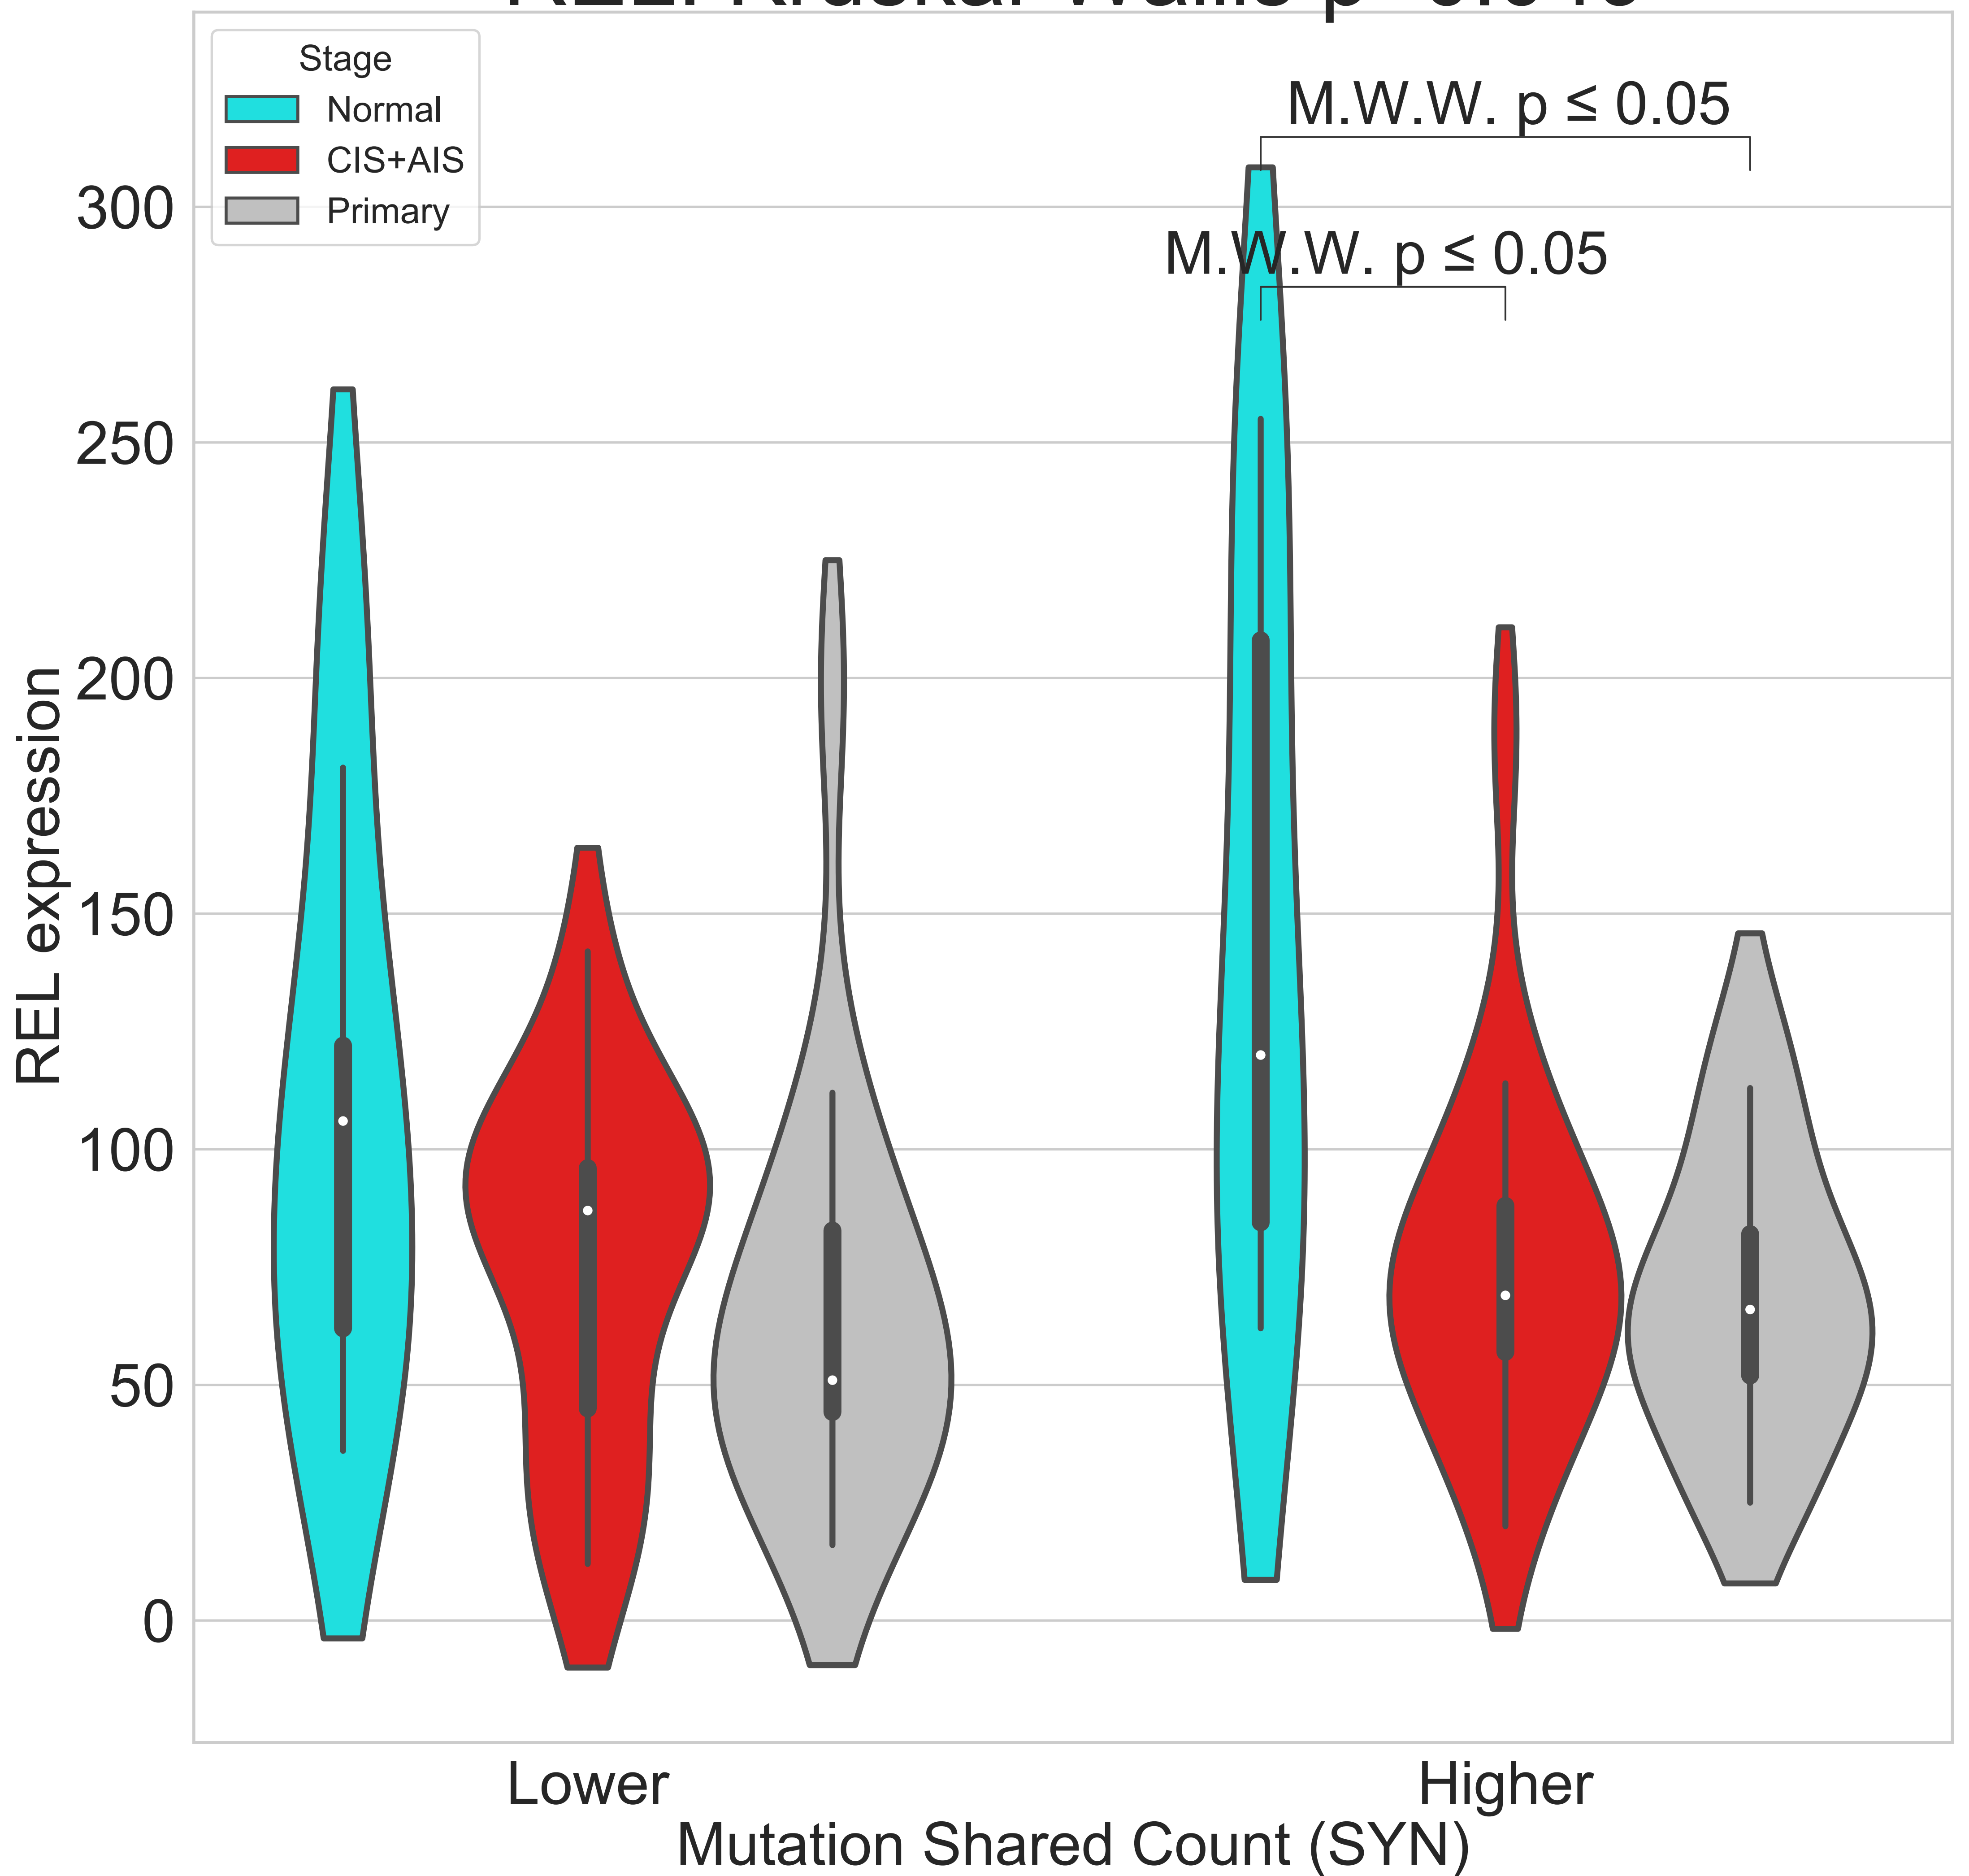 Stage
Normal
CIS+AIS
Primary
M.W.W. p ≤ 0.05
M.W.W. p ≤ 0.05
300
250
200
150
100
50
0
REL expression
Lower
Higher
Mutation Shared Count (SYN)